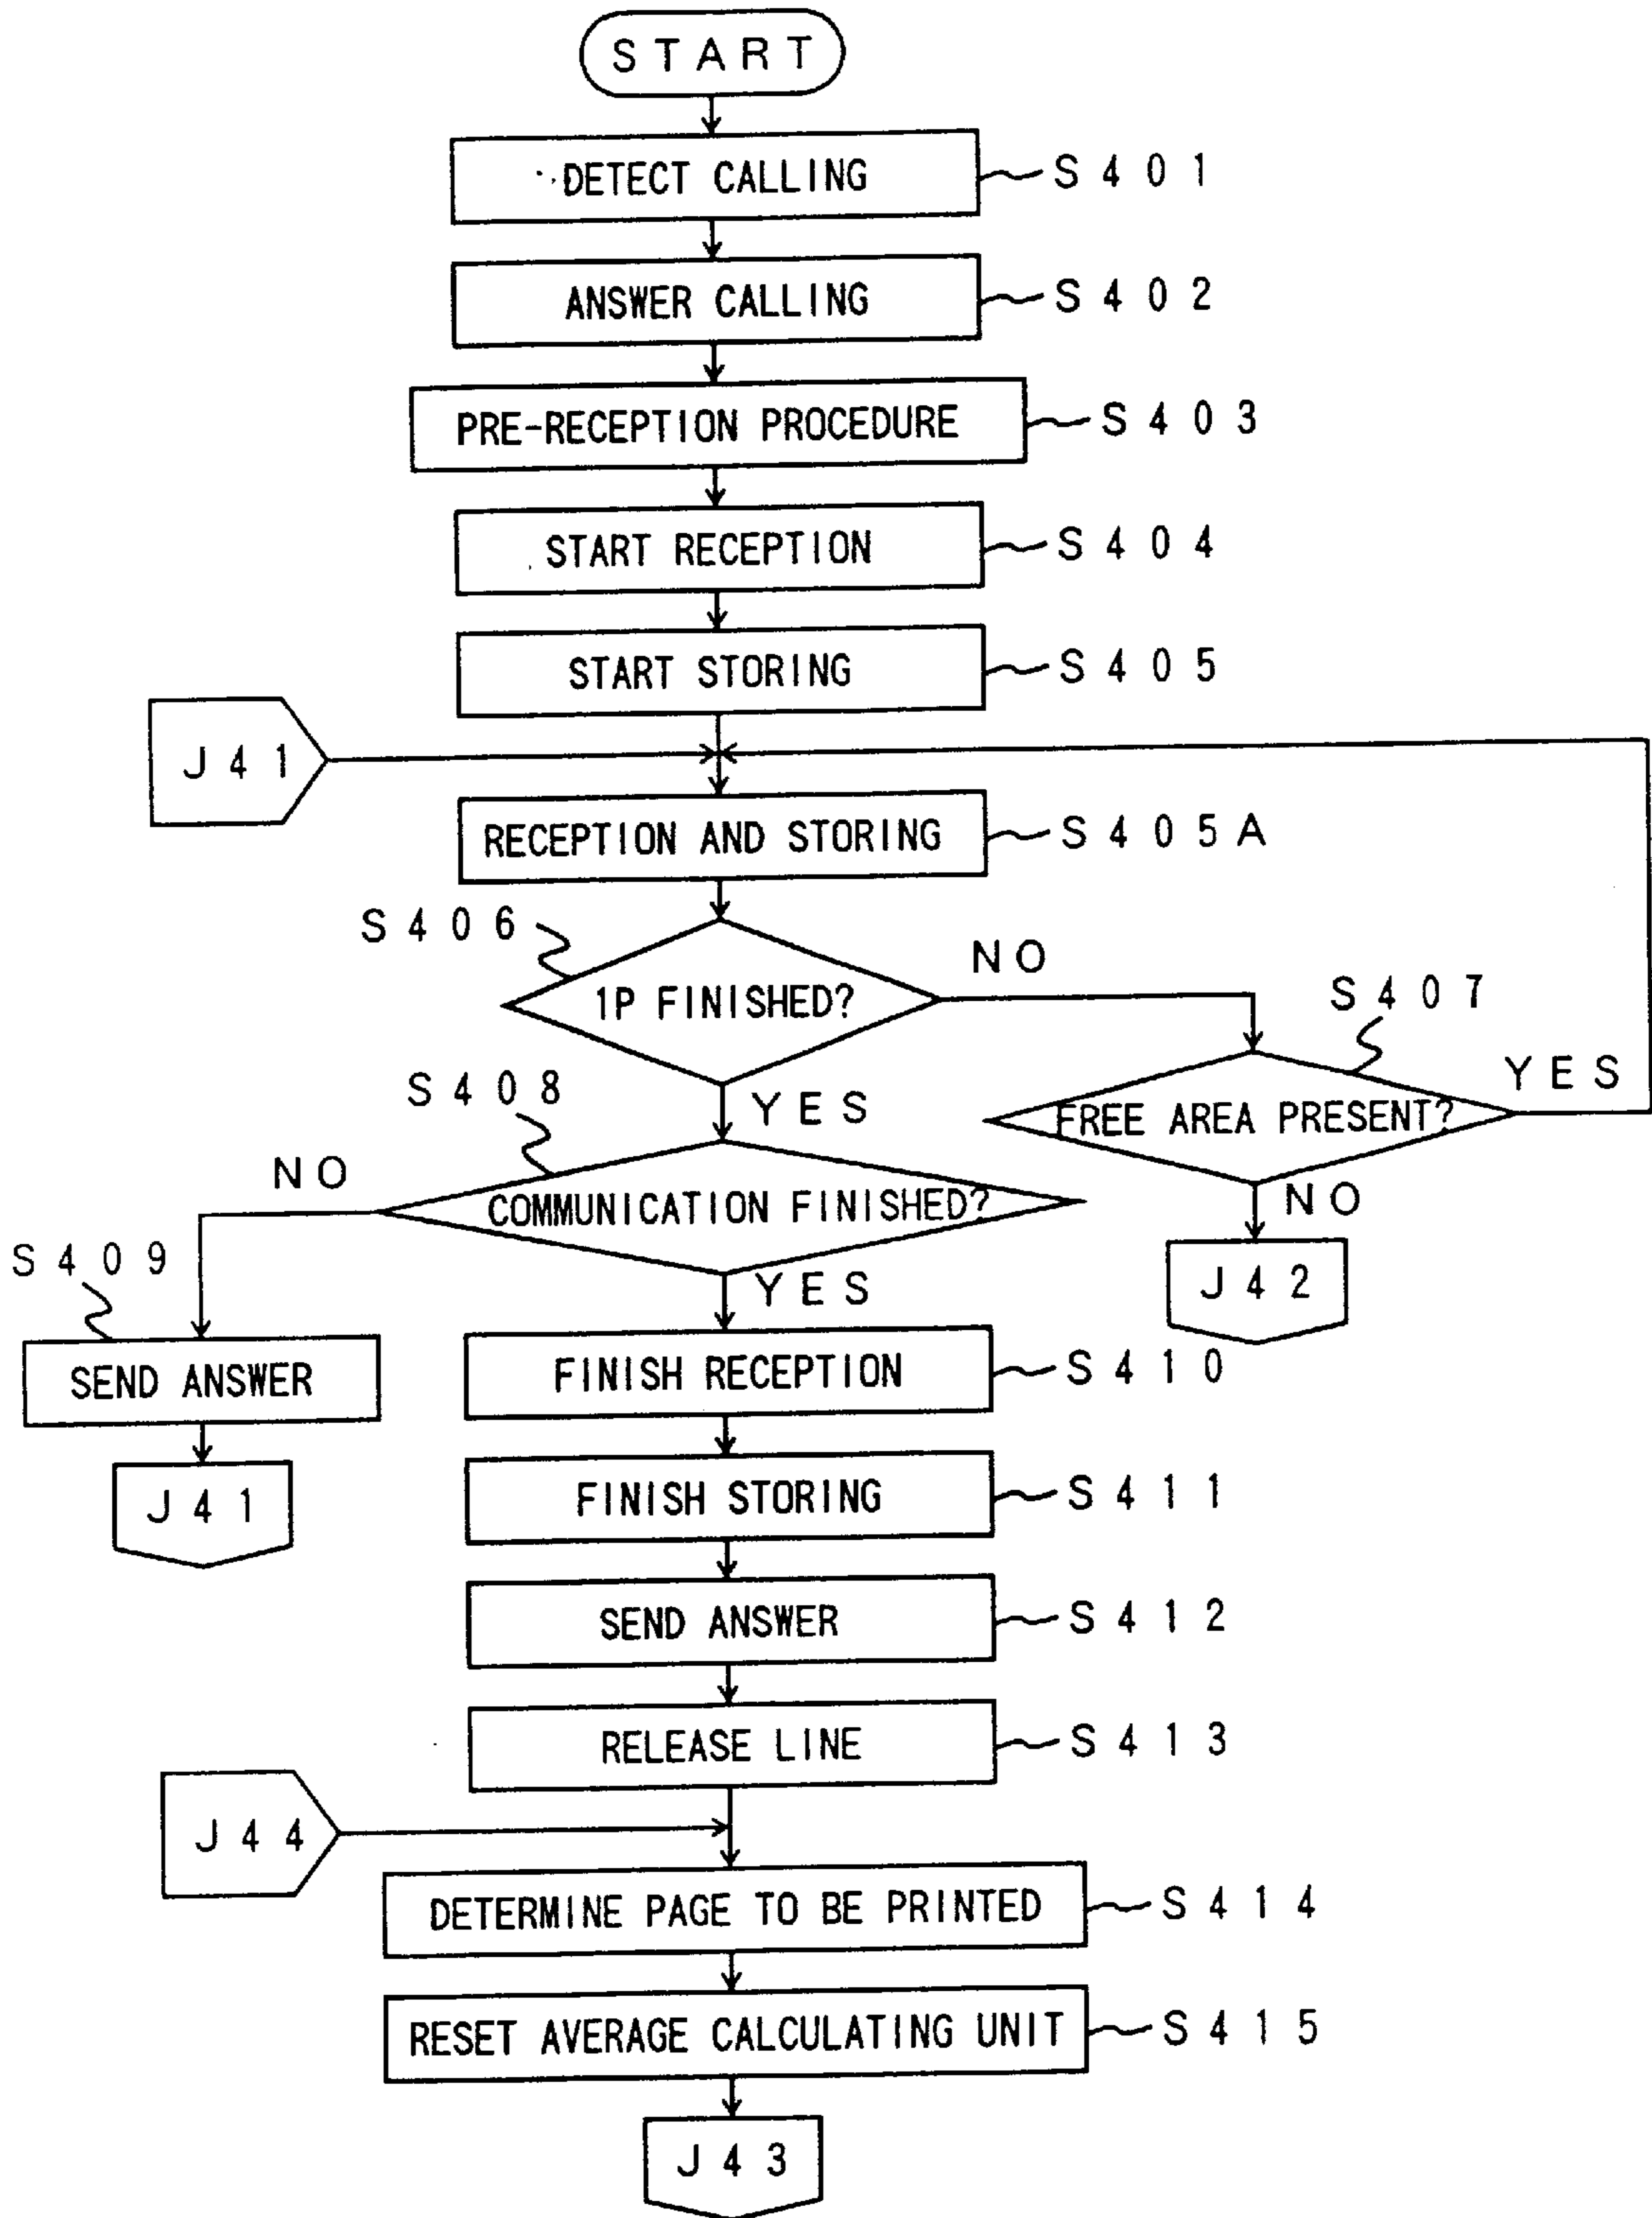 START
DETECT CALLING
S401
ANSWER CALLING
S402
PRE-RECEPTION PROCEDURE
S403
START RECEPTION
S404
START STORING
S405
J41
RECEPTION AND STORING
S405A
S406
1P FINISHED?
NO
S407
FREE AREA PRESENT?
YES
NO
J42
YES
S408
COMMUNICATION FINISHED?
NO
S409
SEND ANSWER
J41
YES
FINISH RECEPTION
S410
FINISH STORING
S411
SEND ANSWER
S412
RELEASE LINE
S413
J44
DETERMINE PAGE TO BE PRINTED
S414
RESET AVERAGE CALCULATING UNIT
S415
J43